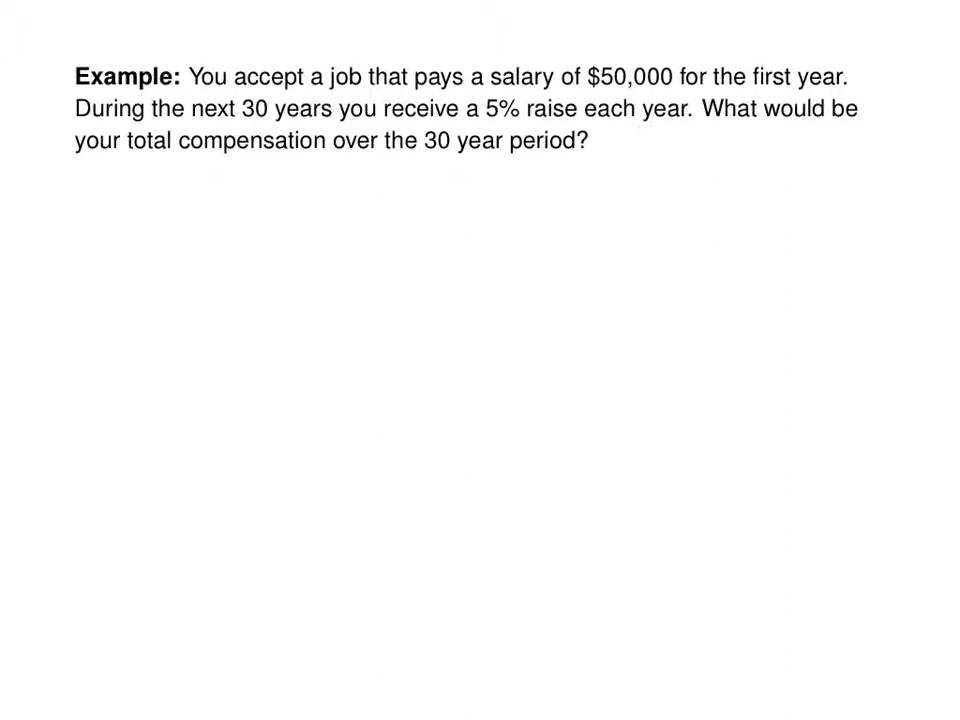 Example: You accept a job that pays a salary of $50,000 for the first year.
During the next 30 years you receive a 5% raise each year. What would be
your total compensation over the 30 year period?